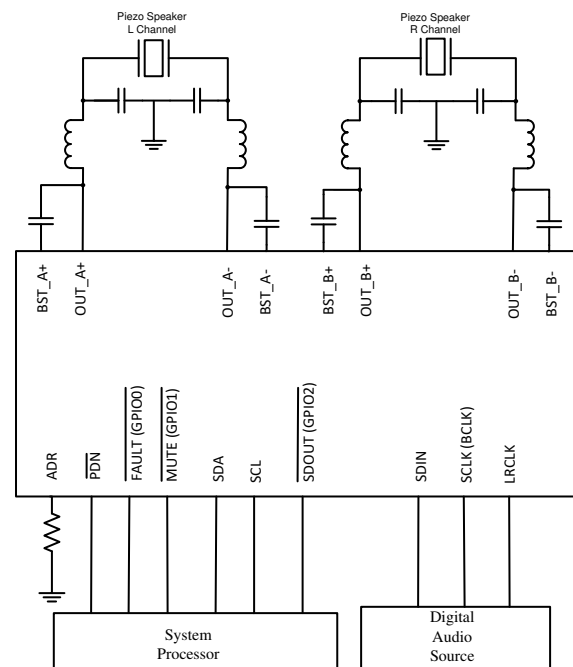 Piezo Speaker
L Channel
Piezo Speaker
R Channel
BST_A+
OUT_A+
OUT_A-
BST_A-
BST_B+
OUT_B+
OUT_B-
BST_B-
ADR
PDN
FAULT (GPIO0)
MUTE (GPIO1)
SDA
SCL
SDOUT (GPIO2)
SDIN
SCLK (BCLK)
LRCLK
System
Processor
Digital
Audio
Source